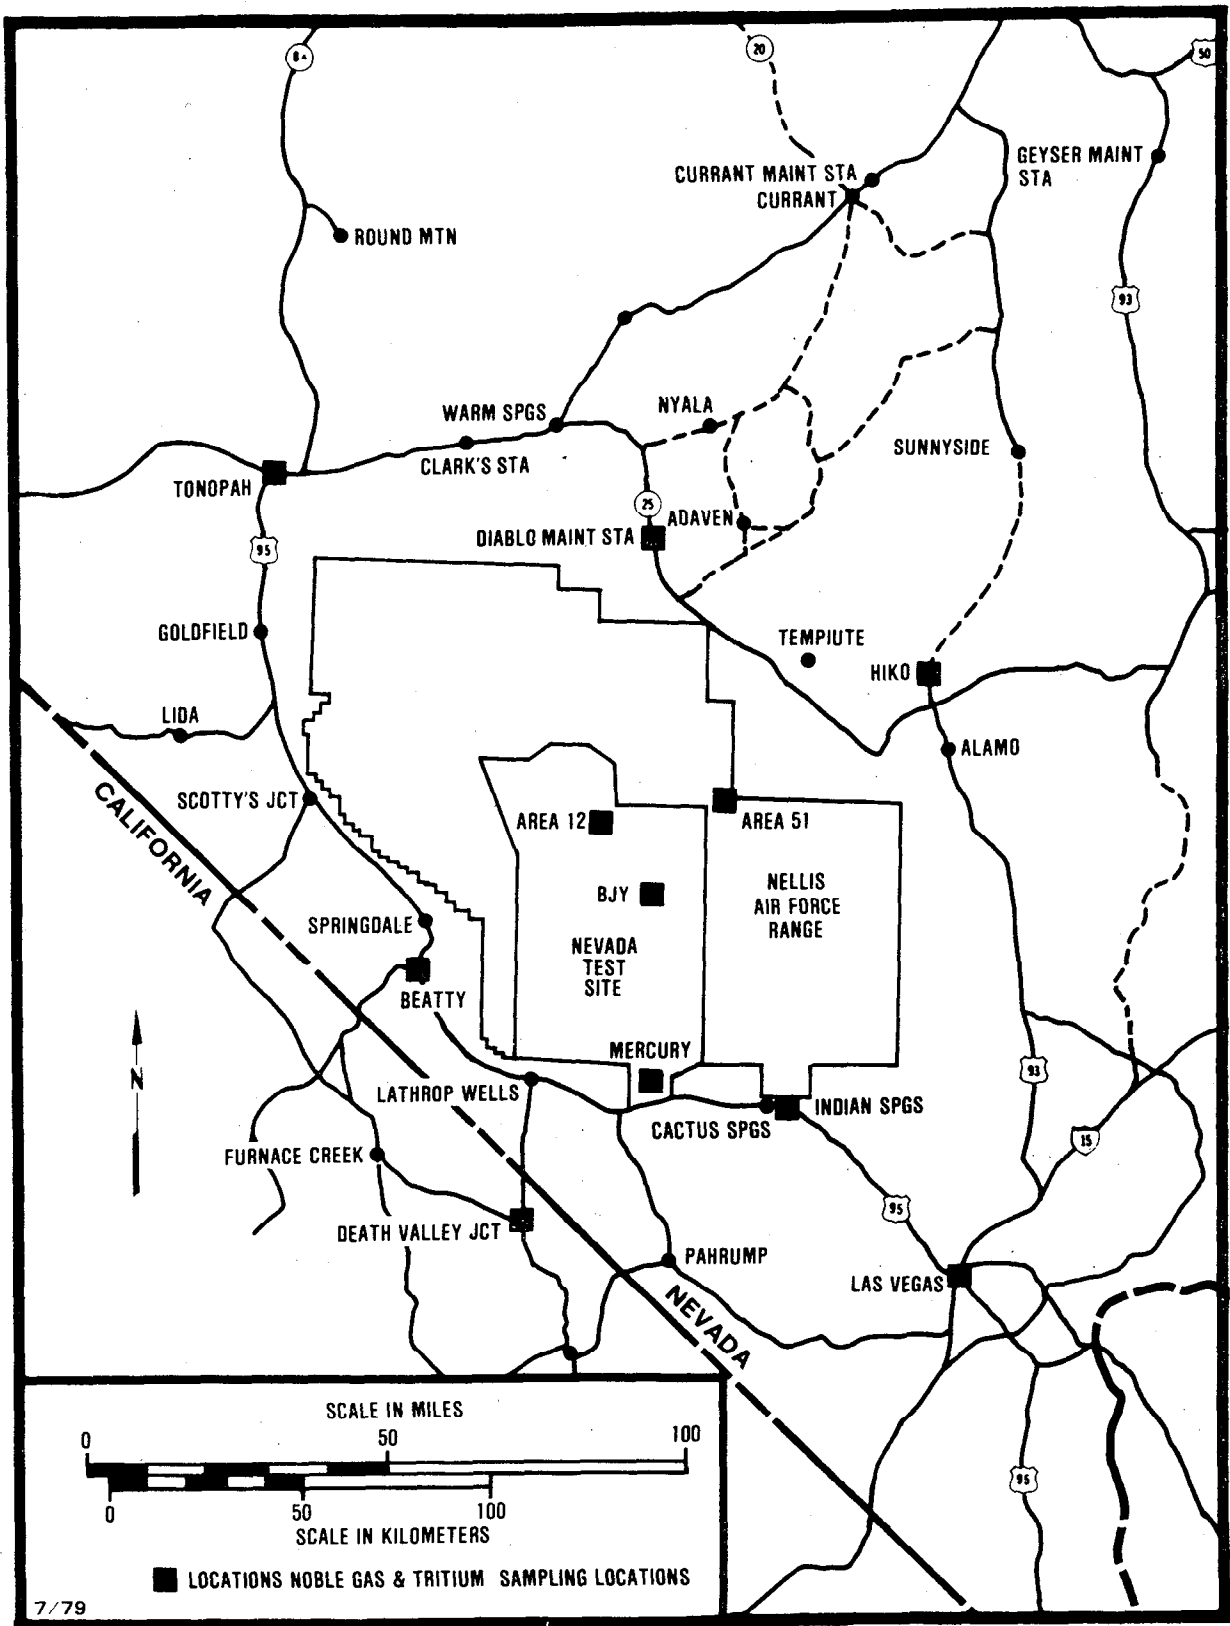 8A
20
50
GEYSER MAINT
STA
CURRANT MAINT STA
CURRANT
ROUND MTN
93
WARM SPGS
NYALA
CLARK'S STA
SUNNYSIDE
TONOPAH
25
ADAVEN
DIABLO MAINT STA
95
GOLDFIELD
TEMPIUTE
HIKO
LIDA
ALAMO
SCOTTY'S JCT
CALIFORNIA
AREA 12
AREA 51
BJY
NELLIS
AIR FORCE
RANGE
SPRINGDALE
NEVADA
TEST
SITE
BEATTY
MERCURY
N
LATHROP WELLS
93
INDIAN SPGS
CACTUS SPGS
15
FURNACE CREEK
95
DEATH VALLEY JCT
PAHRUMP
LAS VEGAS
NEVADA
SCALE IN MILES
0 50 100
0 50 100
SCALE IN KILOMETERS
95
LOCATIONS NOBLE GAS & TRITIUM SAMPLING LOCATIONS
7/79